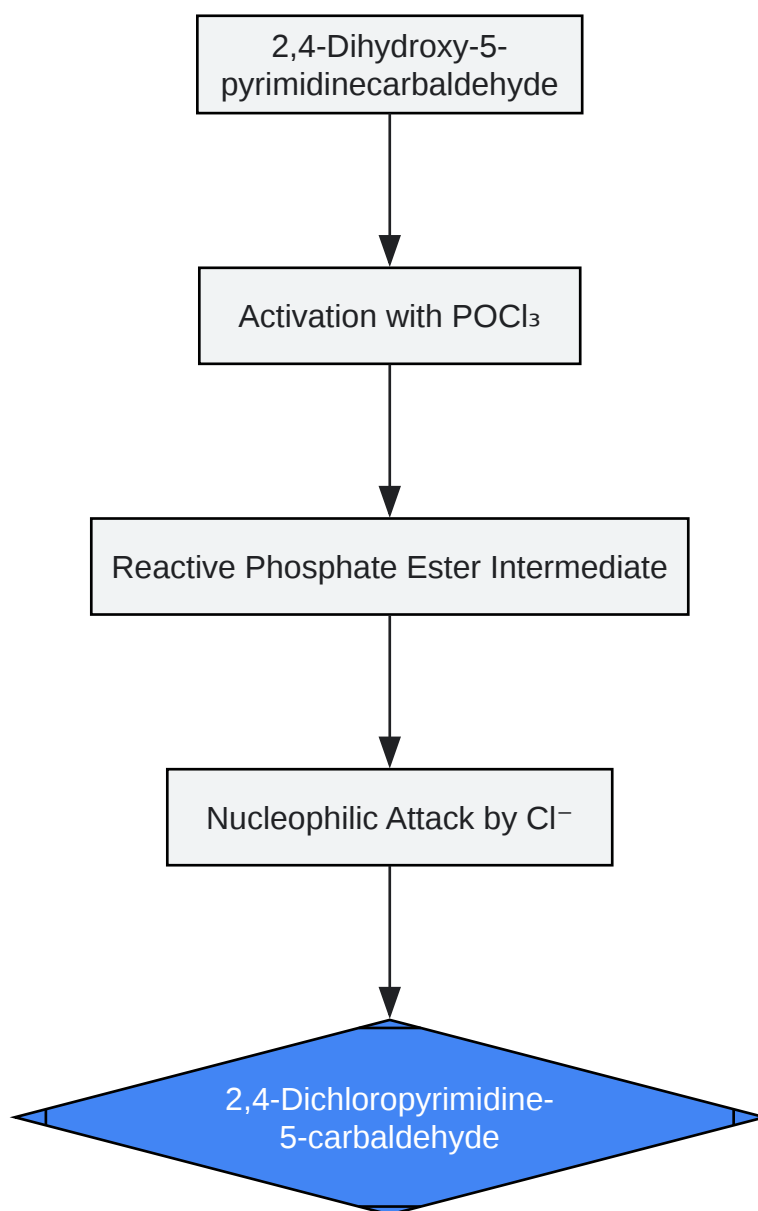 2,4-Dihydroxy-5-
pyrimidinecarbaldehyde
Activation with POCl₃
Reactive Phosphate Ester Intermediate
Nucleophilic Attack by Cl⁻
2,4-Dichloropyrimidine-
5-carbaldehyde